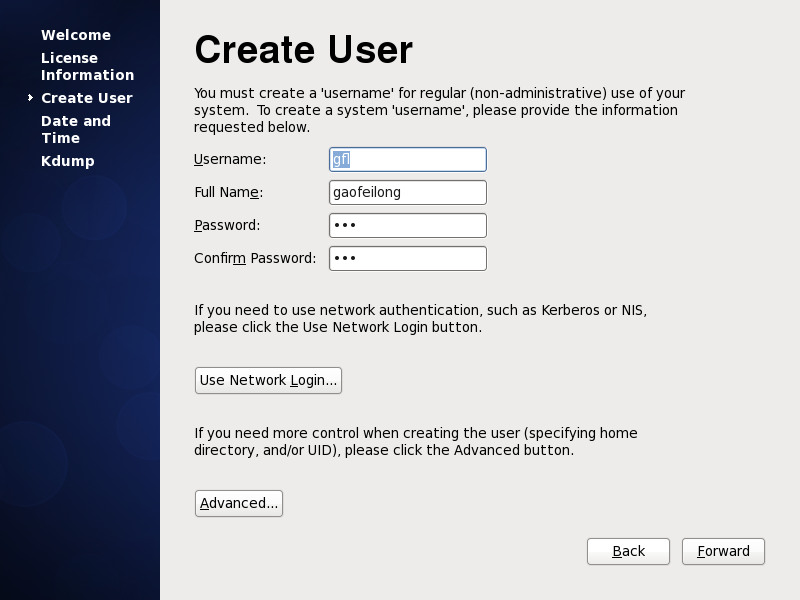 Welcome
License
Information
Create User
Date and
Time
Kdump
Create User
You must create a 'username' for regular (non-administrative) use of your
system.  To create a system 'username', please provide the information
requested below.
Username: gfl
Full Name: gaofeilong
Password: •••
Confirm Password: •••
If you need to use network authentication, such as Kerberos or NIS,
please click the Use Network Login button.
Use Network Login...
If you need more control when creating the user (specifying home
directory, and/or UID), please click the Advanced button.
Advanced...
Back Forward